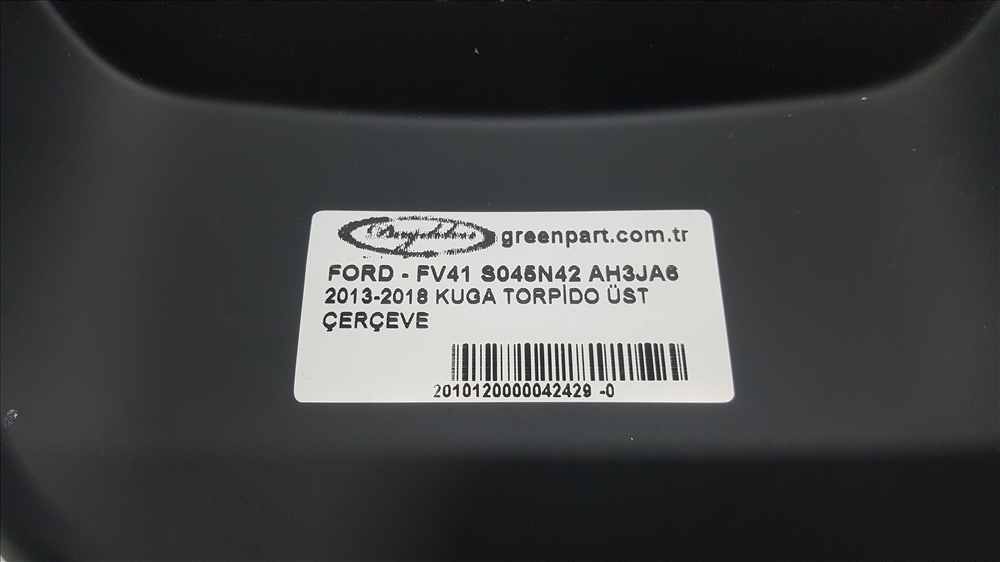 greenpart.com.tr
FORD - FV41 S045N42 AH3JA6
2013-2018 KUGA TORPİDO ÜST
ÇERÇEVE
2010120000042429 -0